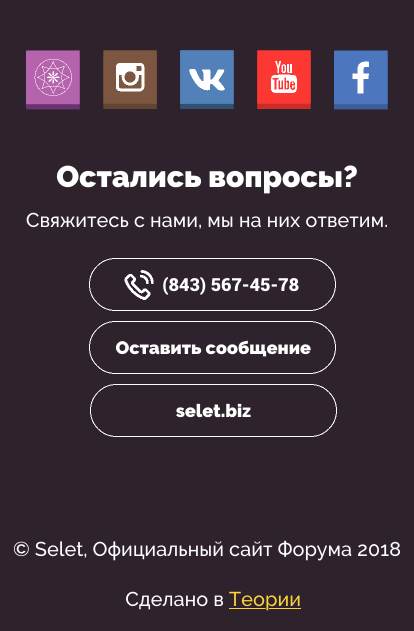 You
Tube
Остались вопросы?
Свяжитесь с нами, мы на них ответим.
(843) 567-45-78
Оставить сообщение
selet.biz
© Selet, Официальный сайт Форума 2018
Сделано в Теории